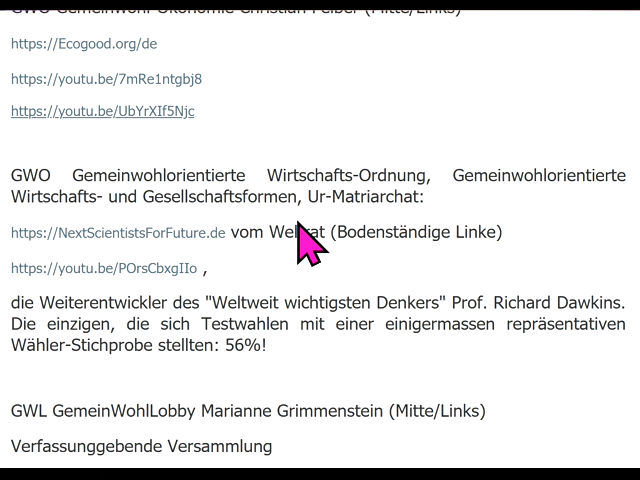 GWÖ Gemeinwohl-Ökonomie Christian Felber (Mitte/Links)
https://Ecogood.org/de
https://youtu.be/7mRe1ntgbj8
https://youtu.be/UbYrXIf5Njc
GWO Gemeinwohlorientierte Wirtschafts-Ordnung, Gemeinwohlorientierte
Wirtschafts- und Gesellschaftsformen, Ur-Matriarchat:
https://NextScientistsForFuture.de vom Weltrat (Bodenständige Linke)
https://youtu.be/POrsCbxgIIo ,
die Weiterentwickler des "Weltweit wichtigsten Denkers" Prof. Richard Dawkins.
Die einzigen, die sich Testwahlen mit einer einigermassen repräsentativen
Wähler-Stichprobe stellten: 56%!
GWL GemeinWohlLobby Marianne Grimmenstein (Mitte/Links)
Verfassunggebende Versammlung